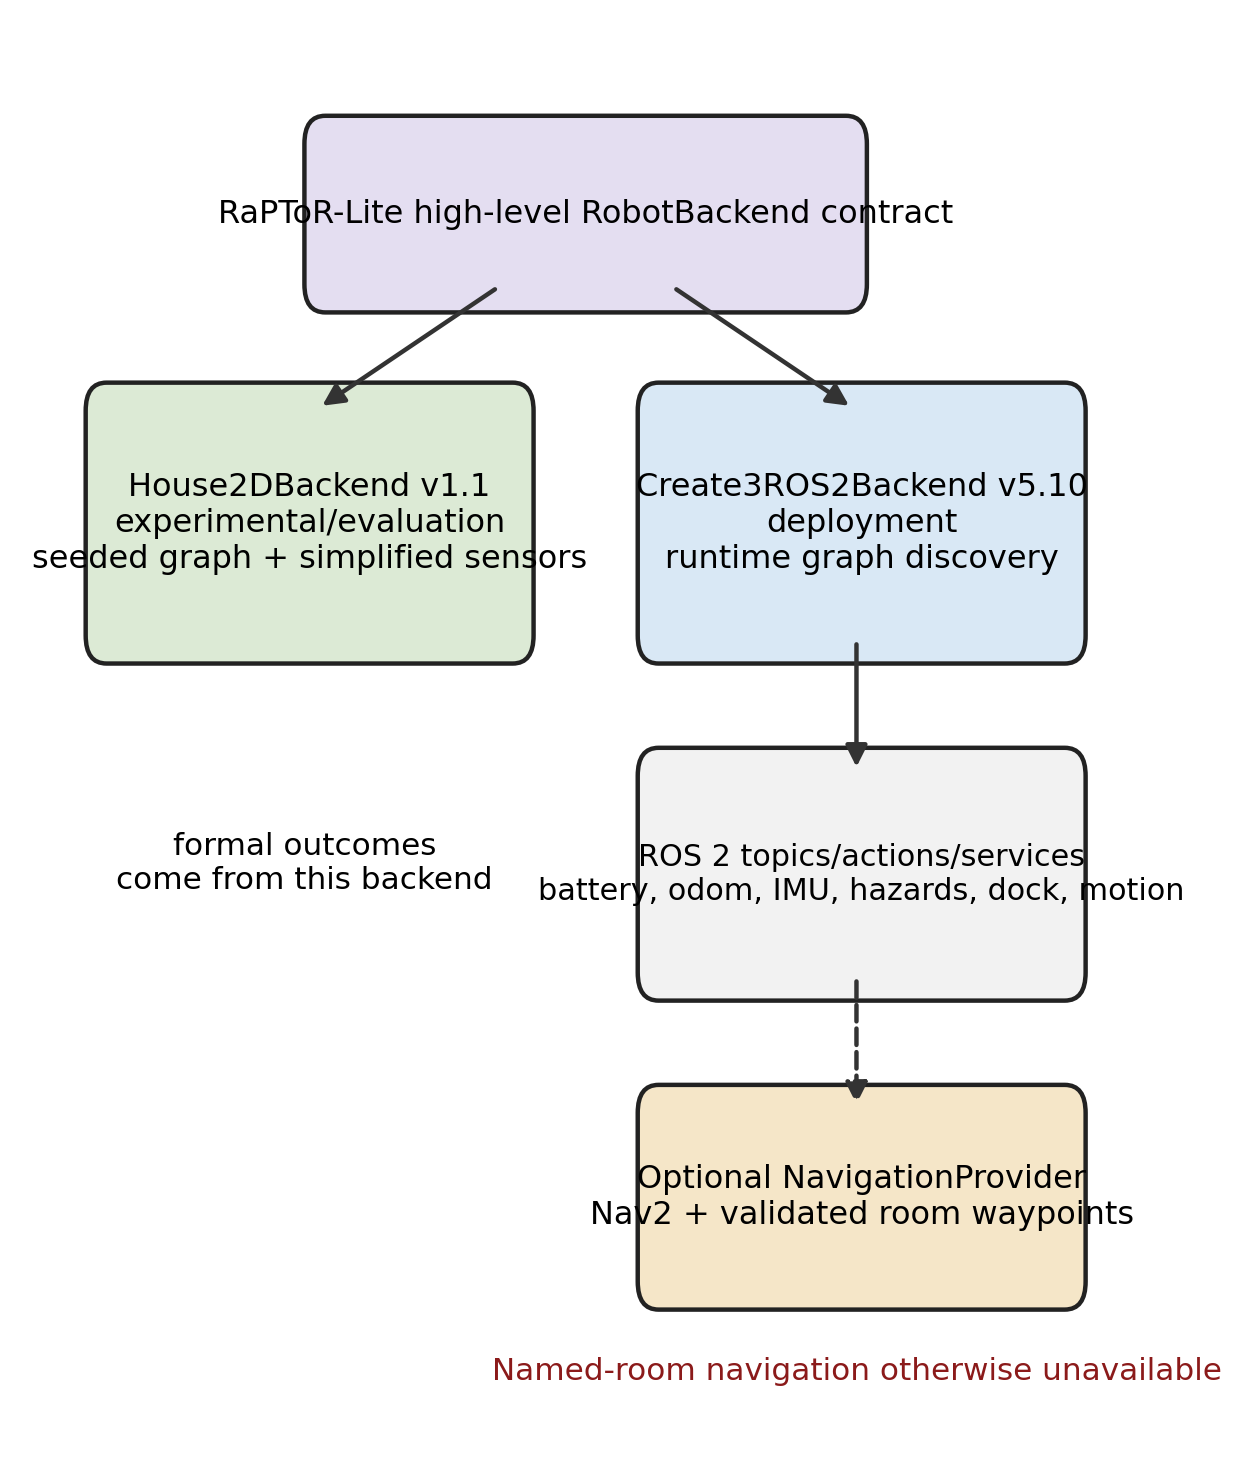 RaPToR-Lite high-level RobotBackend contract
House2DBackend v1.1
experimental/evaluation
seeded graph + simplified sensors
Create3ROS2Backend v5.10
deployment
runtime graph discovery
formal outcomes
come from this backend
ROS 2 topics/actions/services
battery, odom, IMU, hazards, dock, motion
Optional NavigationProvider
Nav2 + validated room waypoints
Named-room navigation otherwise unavailable